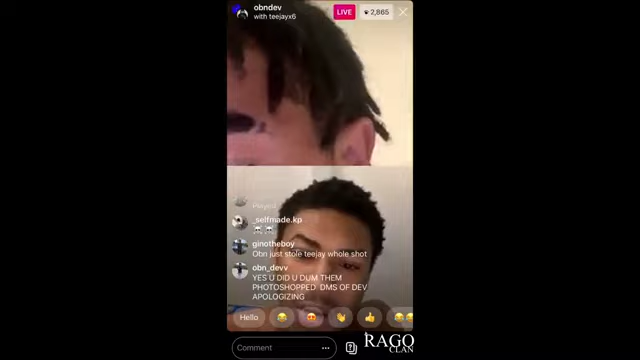 obndev
with teejayx6
LIVE
2,865
Played
_selfmade.kp
ginotheboy
Obn just stole teejay whole shot
obn_devv
YES U DID U DUM THEM
PHOTOSHOPPED DMS OF DEV
APOLOGIZING
Hello
Comment
RAGO
CLAN